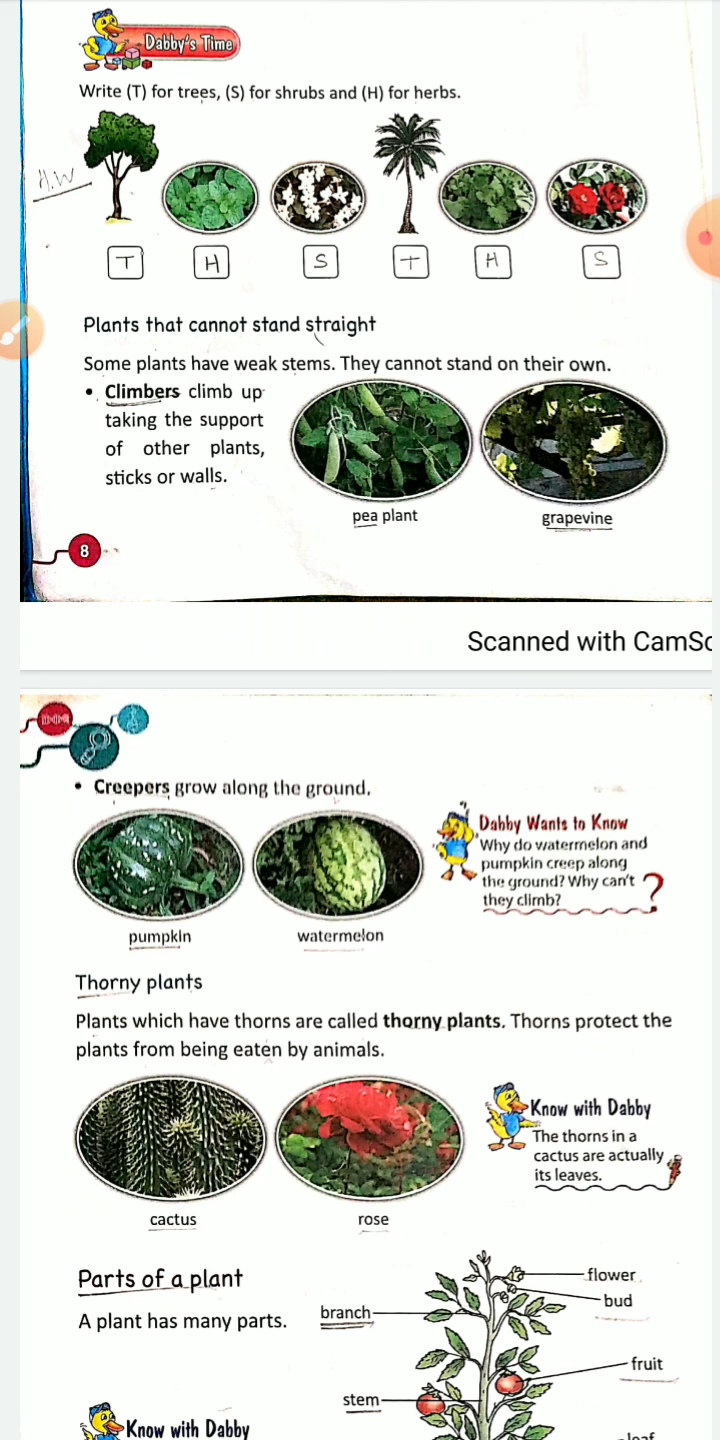 Dabby's Time
Write (T) for trees, (S) for shrubs and (H) for herbs.
H.W
T H S T H S
Plants that cannot stand straight
Some plants have weak stems. They cannot stand on their own.
• Climbers climb up
taking the support
of other plants,
sticks or walls.
pea plant
grapevine
8
Scanned with CamSc
• Creepers grow along the ground.
Dabby Wants to Know
Why do watermelon and
pumpkin creep along
the ground? Why can't
they climb?
?
pumpkin
watermelon
Thorny plants
Plants which have thorns are called thorny plants. Thorns protect the
plants from being eaten by animals.
Know with Dabby
The thorns in a
cactus are actually
its leaves.
cactus
rose
Parts of a plant
A plant has many parts.
flower
bud
branch
fruit
stem
leaf
Know with Dabby